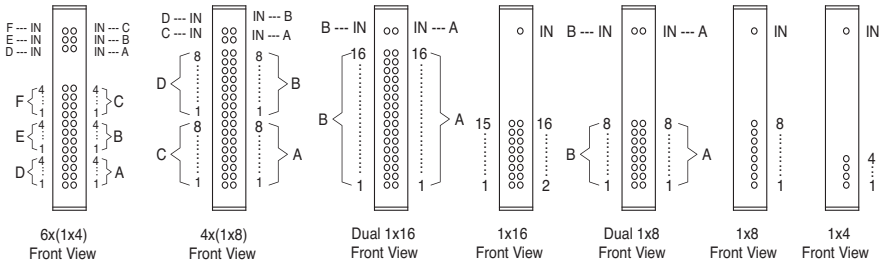 F --- IN IN --- C
E --- IN IN --- B
D --- IN IN --- A
4 4
F C
1 1
4 4
E B
1 1
4 4
D A
1 1
6x(1x4)
Front View
D --- IN IN --- B
C --- IN IN --- A
8 8
D B
1 1
8 8
C A
1 1
4x(1x8)
Front View
B --- IN IN --- A
16 16
B A
1 1
Dual 1x16
Front View
IN
15 16
1 2
1x16
Front View
B --- IN IN --- A
8 8
B A
1 1
Dual 1x8
Front View
IN
8
1
1x8
Front View
IN
4
1
1x4
Front View